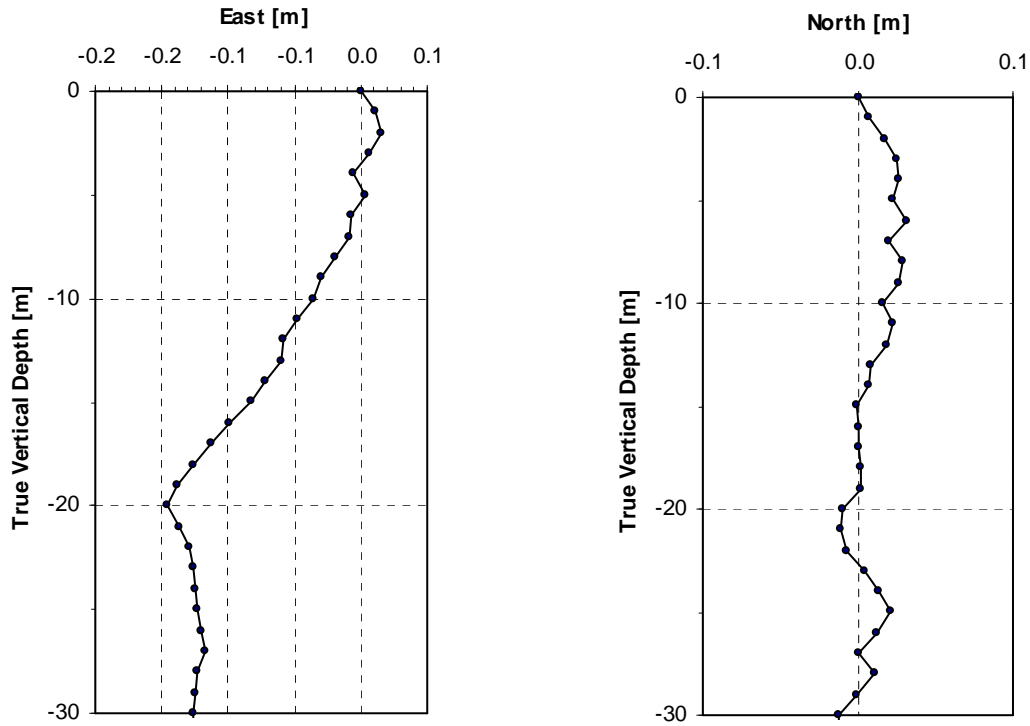 East [m]
-0.2 -0.2 -0.1 -0.1 0.0 0.1
0
-10
-20
-30
True Vertical Depth [m]
North [m]
-0.1 0.0 0.1
0
-10
-20
-30
True Vertical Depth [m]